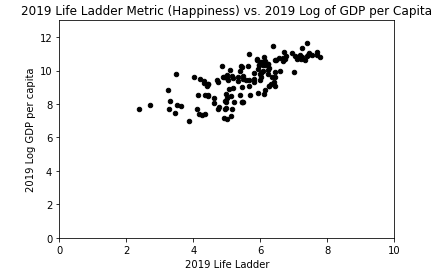 2019 Life Ladder Metric (Happiness) vs. 2019 Log of GDP per Capita
2019 Log GDP per capita
12
10
8
6
4
2
0
0 2 4 6 8 10
2019 Life Ladder